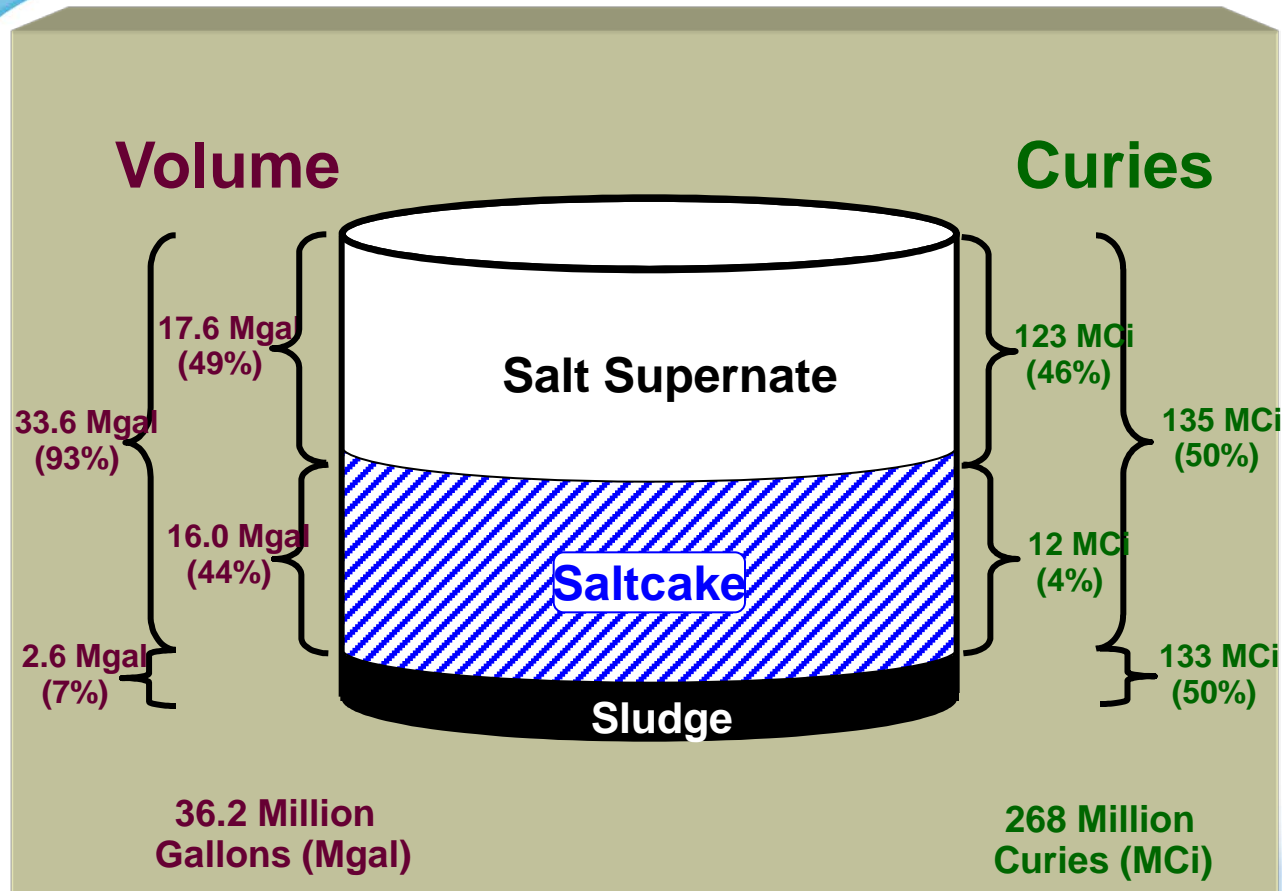 Volume
Curies
17.6 Mgal
(49%)
123 MCi
(46%)
Salt Supernate
33.6 Mgal
(93%)
135 MCi
(50%)
16.0 Mgal
(44%)
12 MCi
(4%)
Saltcake
2.6 Mgal
(7%)
133 MCi
(50%)
Sludge
36.2 Million
Gallons (Mgal)
268 Million
Curies (MCi)